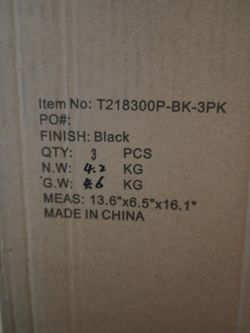 Item No: T218300P-BK-3PK
PO#:
FINISH: Black
QTY: 3 PCS
N.W: 4.2 KG
G.W: 4.6 KG
MEAS: 13.6"x6.5"x16.1"
MADE IN CHINA